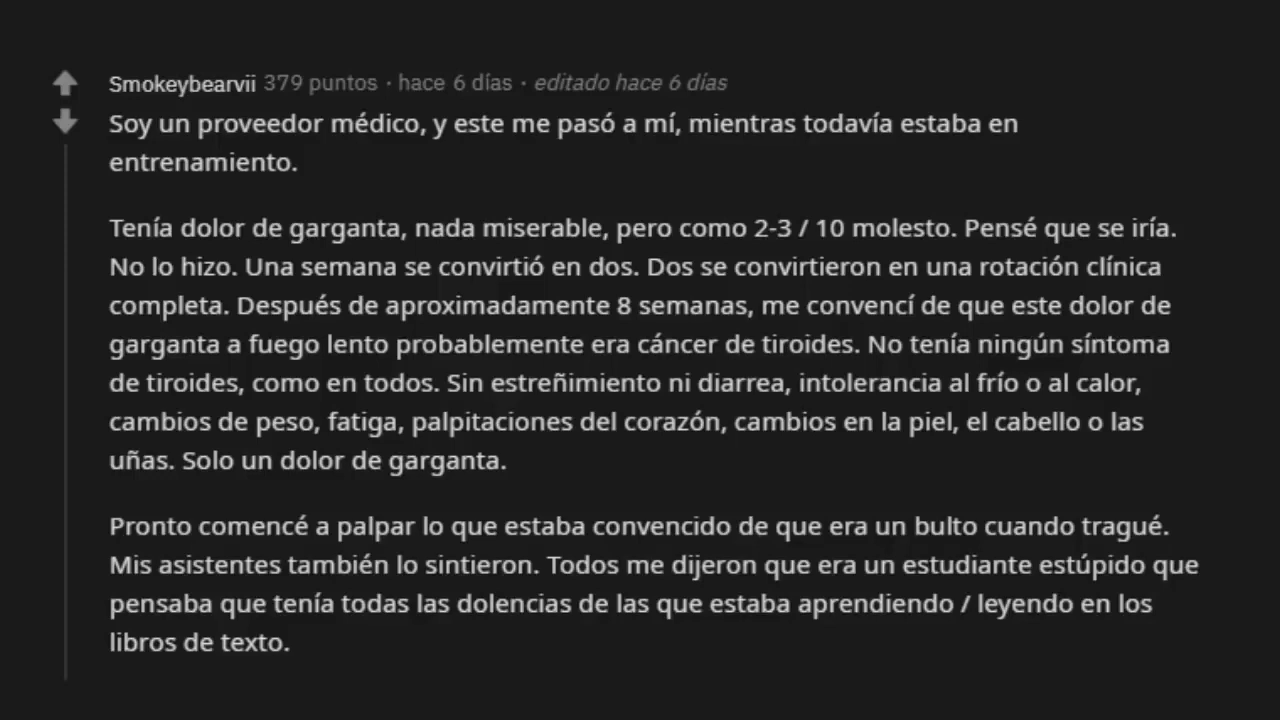 Smokeybearvii 379 puntos · hace 6 días · editado hace 6 días
Soy un proveedor médico, y este me pasó a mí, mientras todavía estaba en
entrenamiento.
Tenía dolor de garganta, nada miserable, pero como 2-3 / 10 molesto. Pensé que se iría.
No lo hizo. Una semana se convirtió en dos. Dos se convirtieron en una rotación clínica
completa. Después de aproximadamente 8 semanas, me convencí de que este dolor de
garganta a fuego lento probablemente era cáncer de tiroides. No tenía ningún síntoma
de tiroides, como en todos. Sin estreñimiento ni diarrea, intolerancia al frío o al calor,
cambios de peso, fatiga, palpitaciones del corazón, cambios en la piel, el cabello o las
uñas. Solo un dolor de garganta.
Pronto comencé a palpar lo que estaba convencido de que era un bulto cuando tragué.
Mis asistentes también lo sintieron. Todos me dijeron que era un estudiante estúpido que
pensaba que tenía todas las dolencias de las que estaba aprendiendo / leyendo en los
libros de texto.